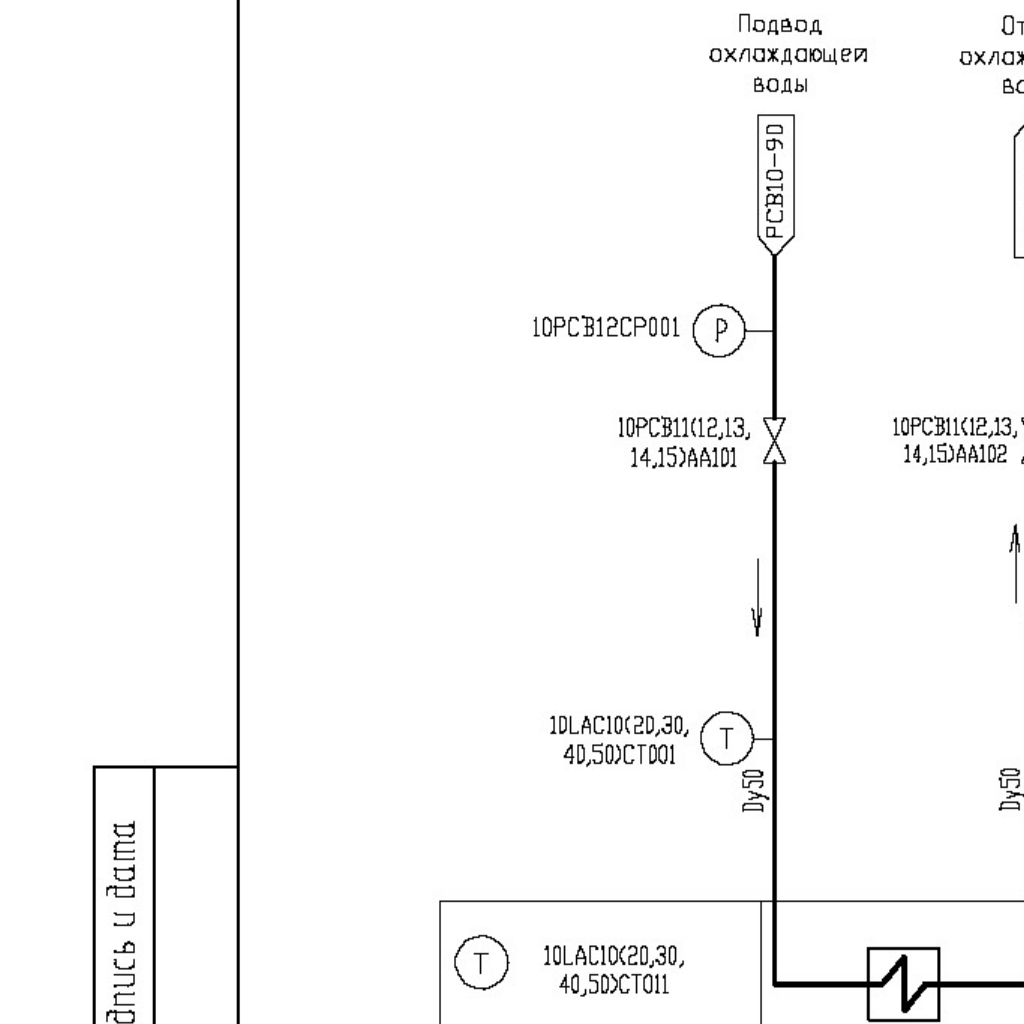 Подвод
охлаждающей
воды
PCB10-90
10PCB12CP001
P
10PCB11(12,13,
14,15)AA101
10PCB11(12,13,
14,15)AA102
10LAC10(20,30,
40,50)CT001
T
Dy50
Dy50
T
10LAC10(20,30,
40,50)CT011
и дата